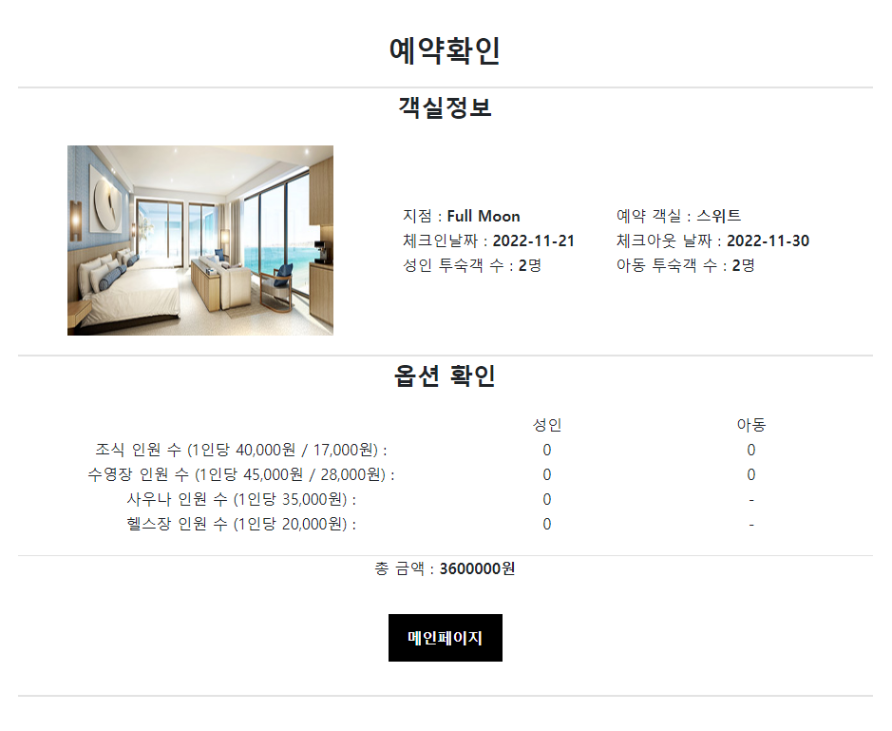 예약확인
객실정보
지점 : Full Moon 예약 객실 : 스위트
체크인날짜 : 2022-11-21 체크아웃 날짜 : 2022-11-30
성인 투숙객 수 : 2명 아동 투숙객 수 : 2명
옵션 확인
성인 아동
조식 인원 수 (1인당 40,000원 / 17,000원) : 0 0
수영장 인원 수 (1인당 45,000원 / 28,000원) : 0 0
사우나 인원 수 (1인당 35,000원) : 0 -
헬스장 인원 수 (1인당 20,000원) : 0 -
총 금액 : 3600000원
메인페이지